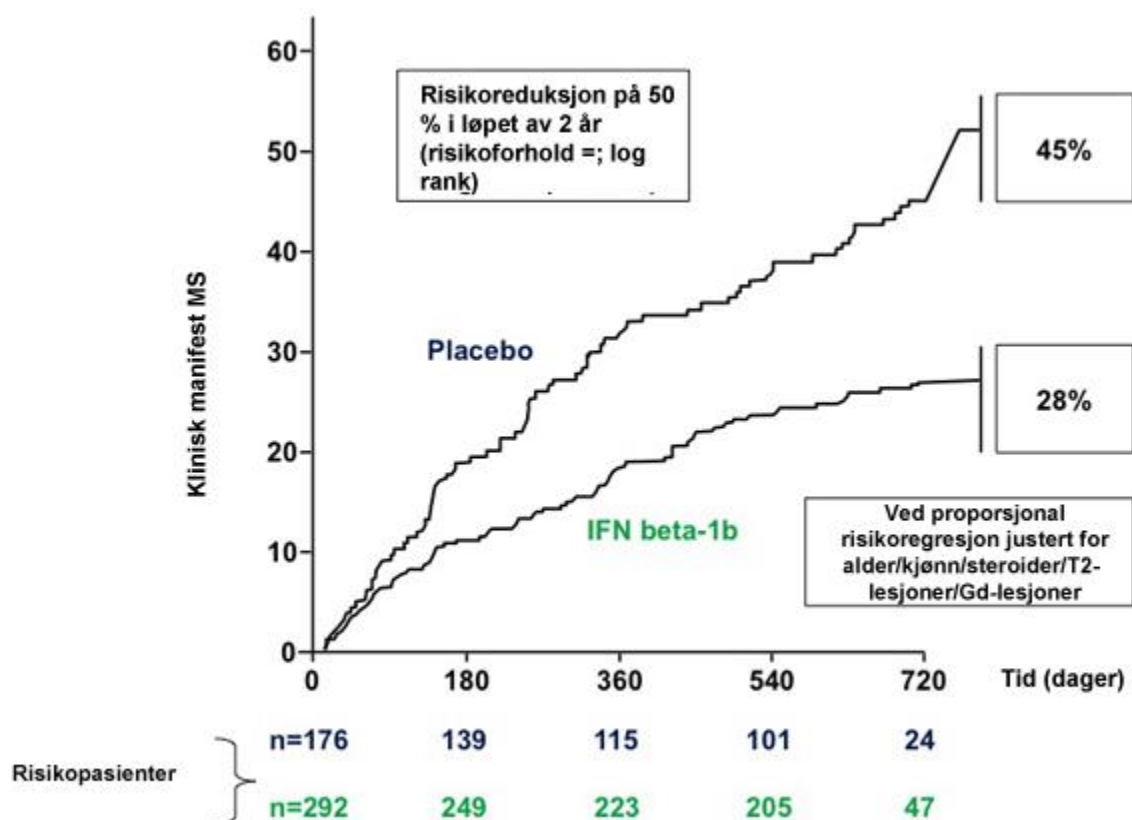 60
Risikoreduksjon på 50
% i løpet av 2 år
(risikoforhold =; log
rank)
50
45%
40
Klinisk manifest MS
Placebo
30
28%
20
IFN beta-1b
Ved proporsjonal
risikoregresjon justert for
alder/kjønn/steroider/T2-
lesjoner/Gd-lesjoner
10
0
0 180 360 540 720 Tid (dager)
n=176 139 115 101 24
Risikopasienter
n=292 249 223 205 47